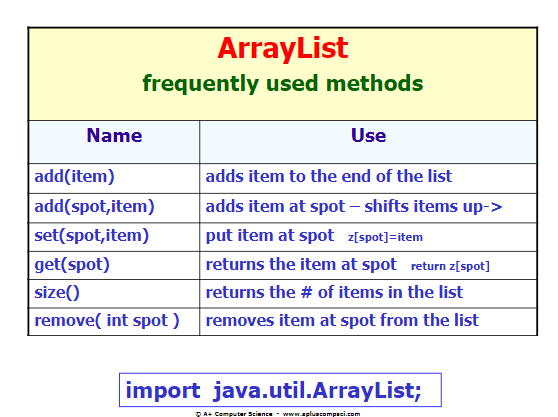 ArrayList
frequently used methods
Name Use
add(item) adds item to the end of the list
add(spot,item) adds item at spot – shifts items up->
set(spot,item) put item at spot z[spot]=item
get(spot) returns the item at spot return z[spot]
size() returns the # of items in the list
remove( int spot ) removes item at spot from the list
import java.util.ArrayList;
© A+ Computer Science - www.apluscompsci.com